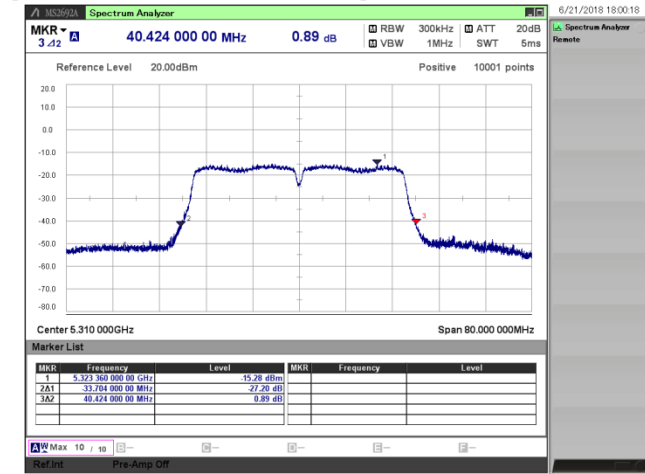 MS2692A Spectrum Analyzer
6/21/2018 18:00:18
MKR A 40.424 000 00 MHz 0.89 dB RBW 300kHz ATT 20dB
3 Δ2 VBW 1MHz SWT 5ms
Spectrum Analyzer
Remote
Reference Level 20.00dBm Positive 10001 points
20.0
10.0
0.0
-10.0
-20.0
-30.0
-40.0
-50.0
-60.0
-70.0
-80.0
1
2
3
Center 5.310 000GHz Span 80.000 000MHz
Marker List
MKR Frequency Level MKR Frequency Level
1 5.323 360 000 00 GHz -15.28 dBm
2Δ1 -33.704 000 00 MHz -27.20 dB
3Δ2 40.424 000 00 MHz 0.89 dB
A W Max 10 / 10
Ref.Int Pre-Amp Off